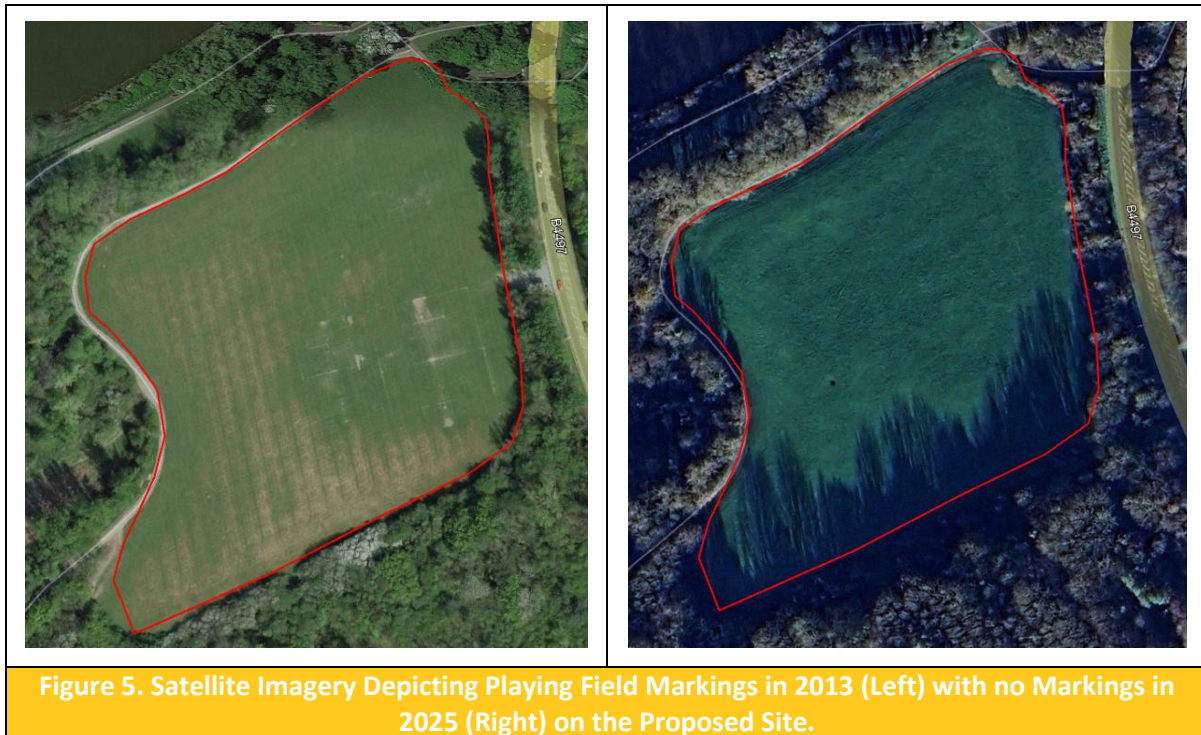 B4497
B4497
Figure 5. Satellite Imagery Depicting Playing Field Markings in 2013 (Left) with no Markings in
2025 (Right) on the Proposed Site.